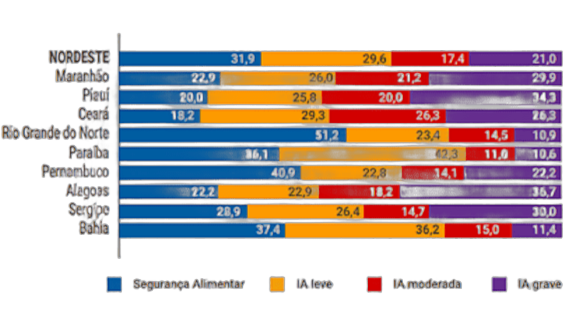 NORDESTE 31,9 29,6 17,4 21,0
Maranhão 22,9 26,0 21,2 29,9
Piauí 20,0 25,8 20,0 34,3
Ceará 18,2 29,3 26,3 26,3
Rio Grande do Norte 51,2 23,4 14,5 10,9
Paraíba 36,1 42,3 11,0 10,6
Pernambuco 40,9 22,8 14,1 22,2
Alagoas 22,2 22,9 18,2 36,7
Sergipe 28,9 26,4 14,7 30,0
Bahia 37,4 36,2 15,0 11,4
Segurança Alimentar IA leve IA moderada IA grave